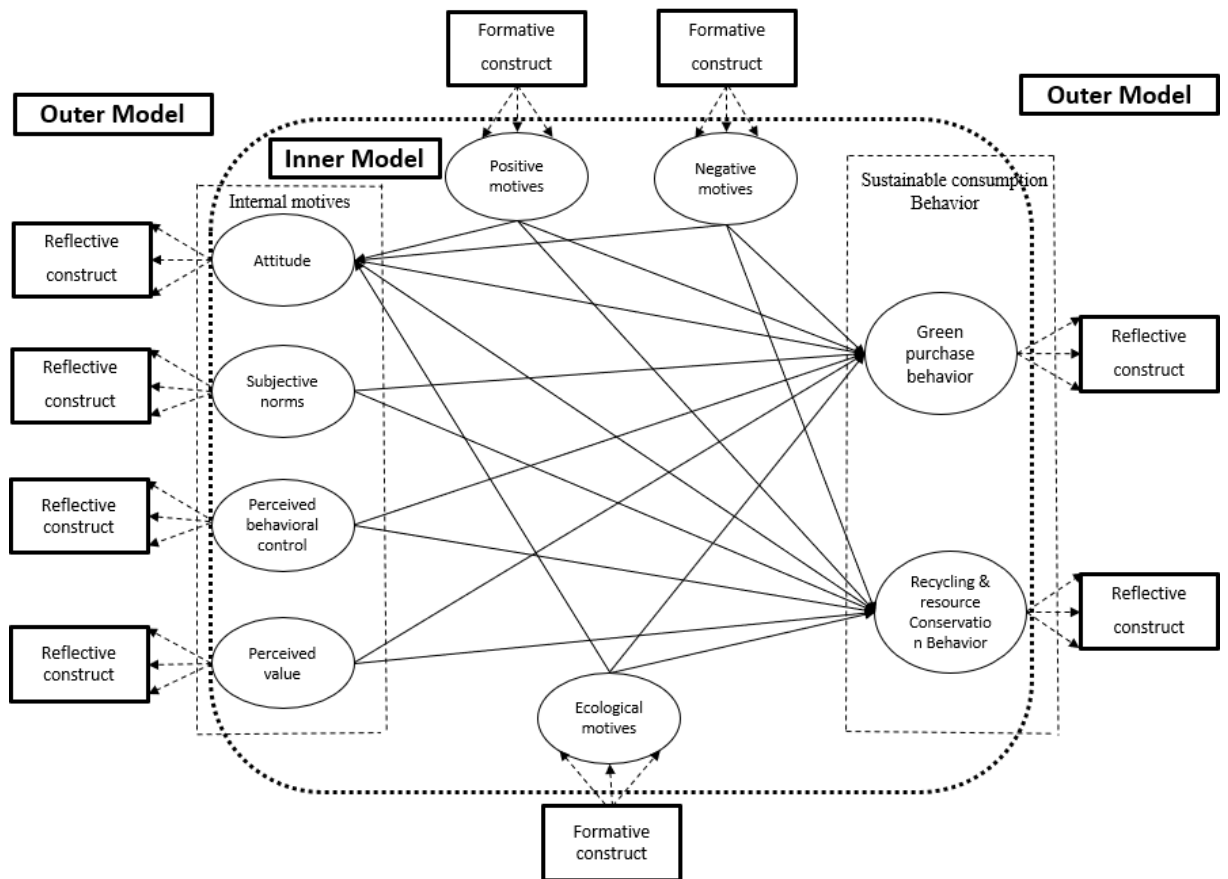 Formative
construct
Formative
construct
Outer Model
Outer Model
Inner Model
Positive
motives
Negative
motives
Sustainable consumption
Behavior
Internal motives
Reflective
construct
Attitude
Green
purchase
behavior
Reflective
construct
Reflective
construct
Subjective
norms
Reflective
construct
Perceived
behavioral
control
Recycling &
resource
Conservatio
n Behavior
Reflective
construct
Reflective
construct
Perceived
value
Ecological
motives
Formative
construct